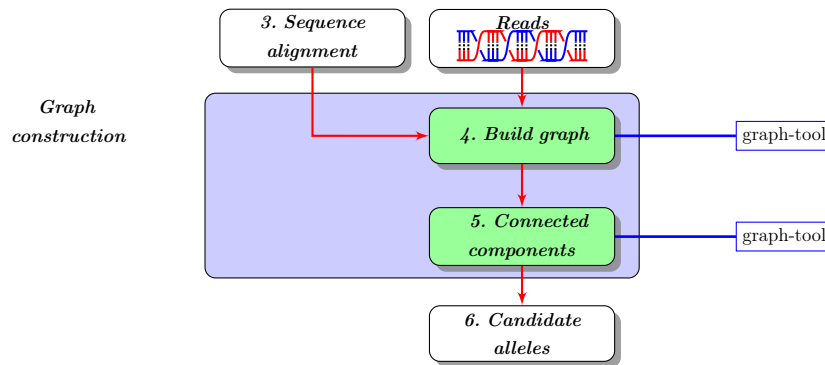 3. Sequence
alignment
Reads
Graph
construction
4. Build graph
graph-tool
5. Connected
components
graph-tool
6. Candidate
alleles